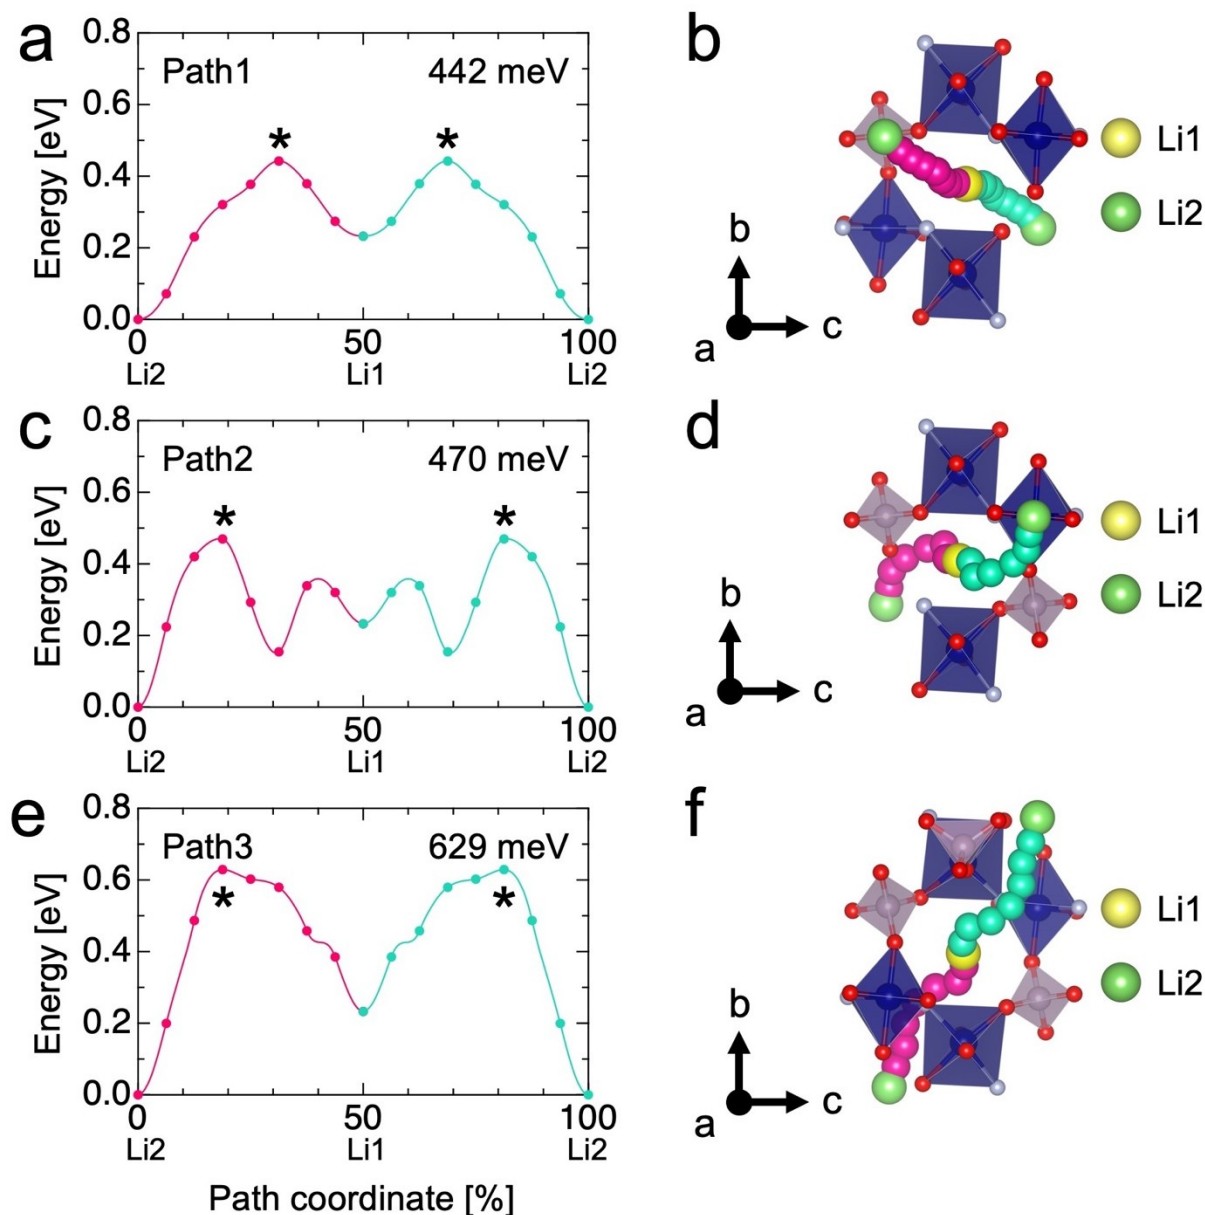 a
0.8
Path1 442 meV
0.6
*
*
0.4
0.2
0.0
Energy [eV]
0 50 100
Li2 Li1 Li2
b
Li1
Li2
b
c
a
c
0.8
Path2 470 meV
0.6
*
*
0.4
0.2
0.0
Energy [eV]
0 50 100
Li2 Li1 Li2
d
Li1
Li2
b
c
a
e
0.8
Path3 629 meV
0.6
*
*
0.4
0.2
0.0
Energy [eV]
0 50 100
Li2 Li1 Li2
Path coordinate [%]
f
Li1
Li2
b
c
a